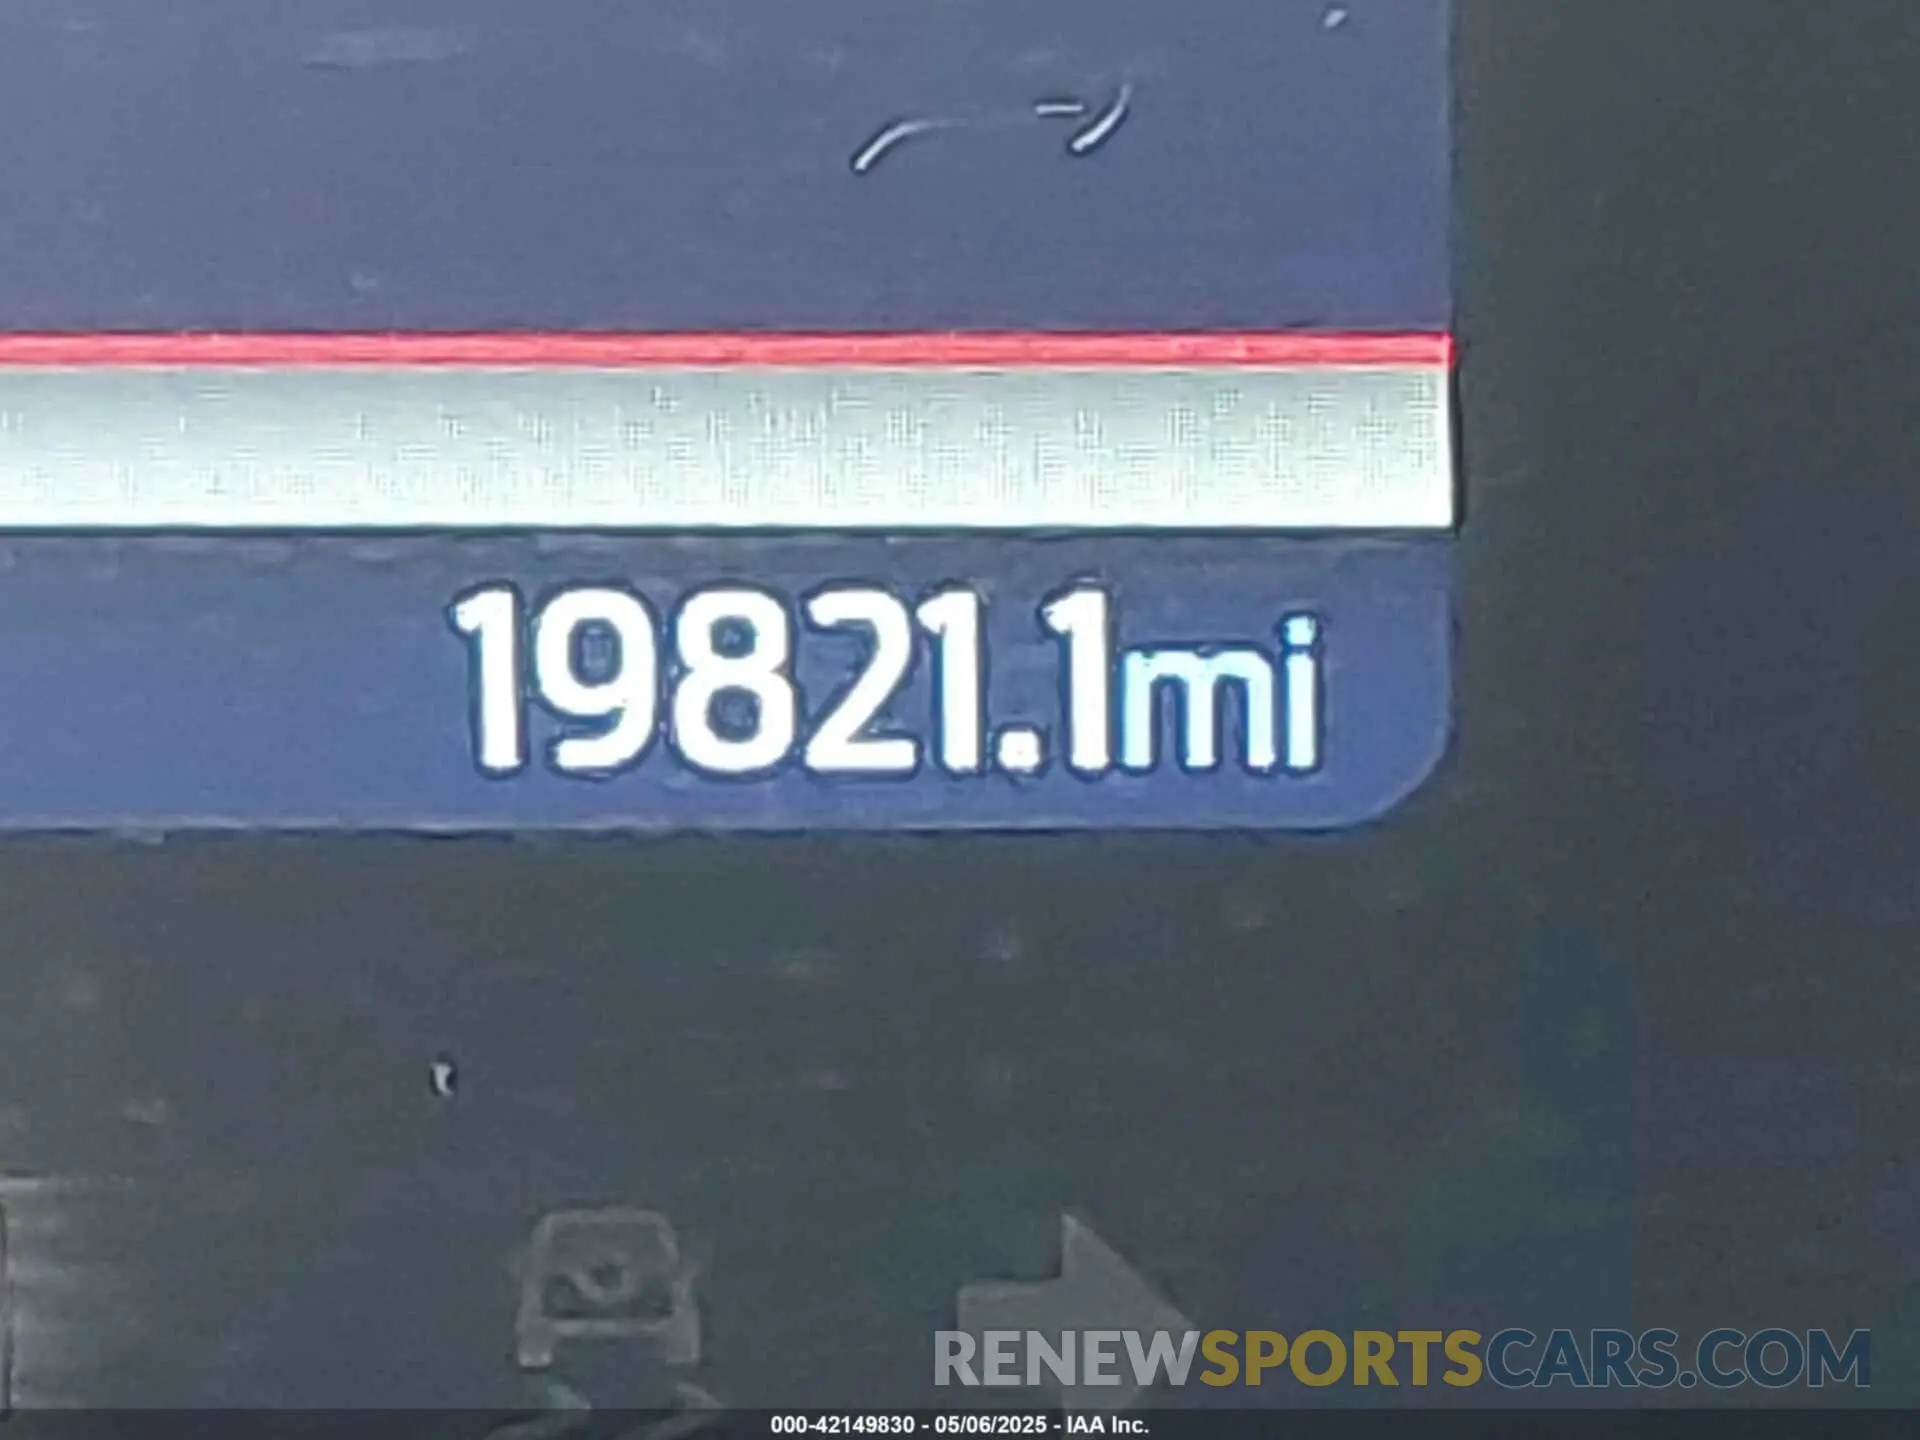 19821.1mi
RENEWSPORTSCARS.COM
000-42149830 - 05/06/2025 - IAA Inc.